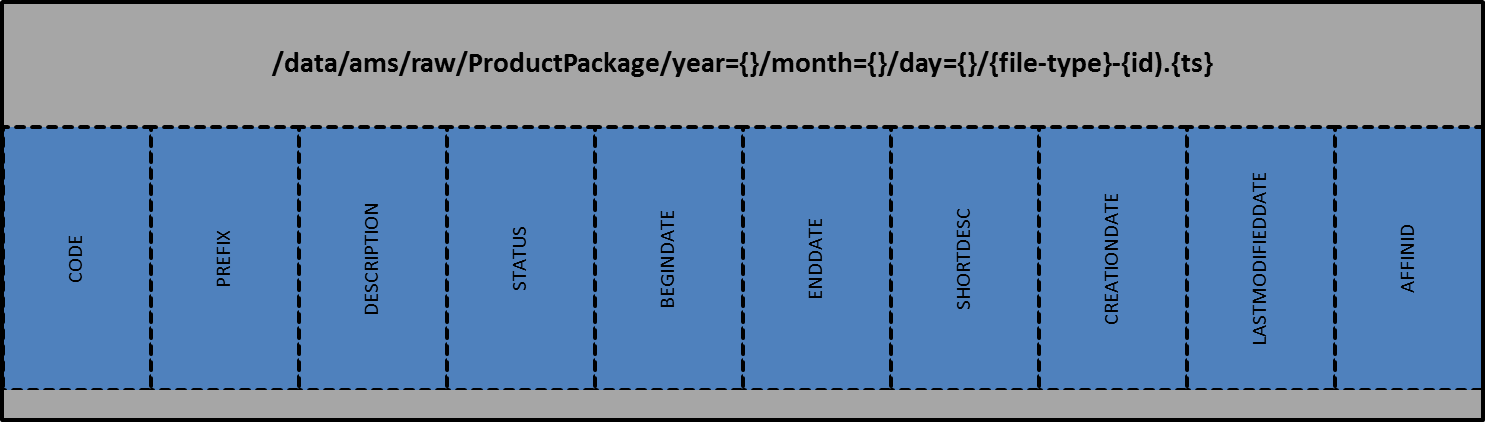 /data/ams/raw/ProductPackage/year={}/month={}/day={}/{file-type}-{id).{ts}
CODE
PREFIX
DESCRIPTION
STATUS
BEGINDATE
ENDDATE
SHORTDESC
CREATIONDATE
LASTMODIFIEDDATE
AFFINID